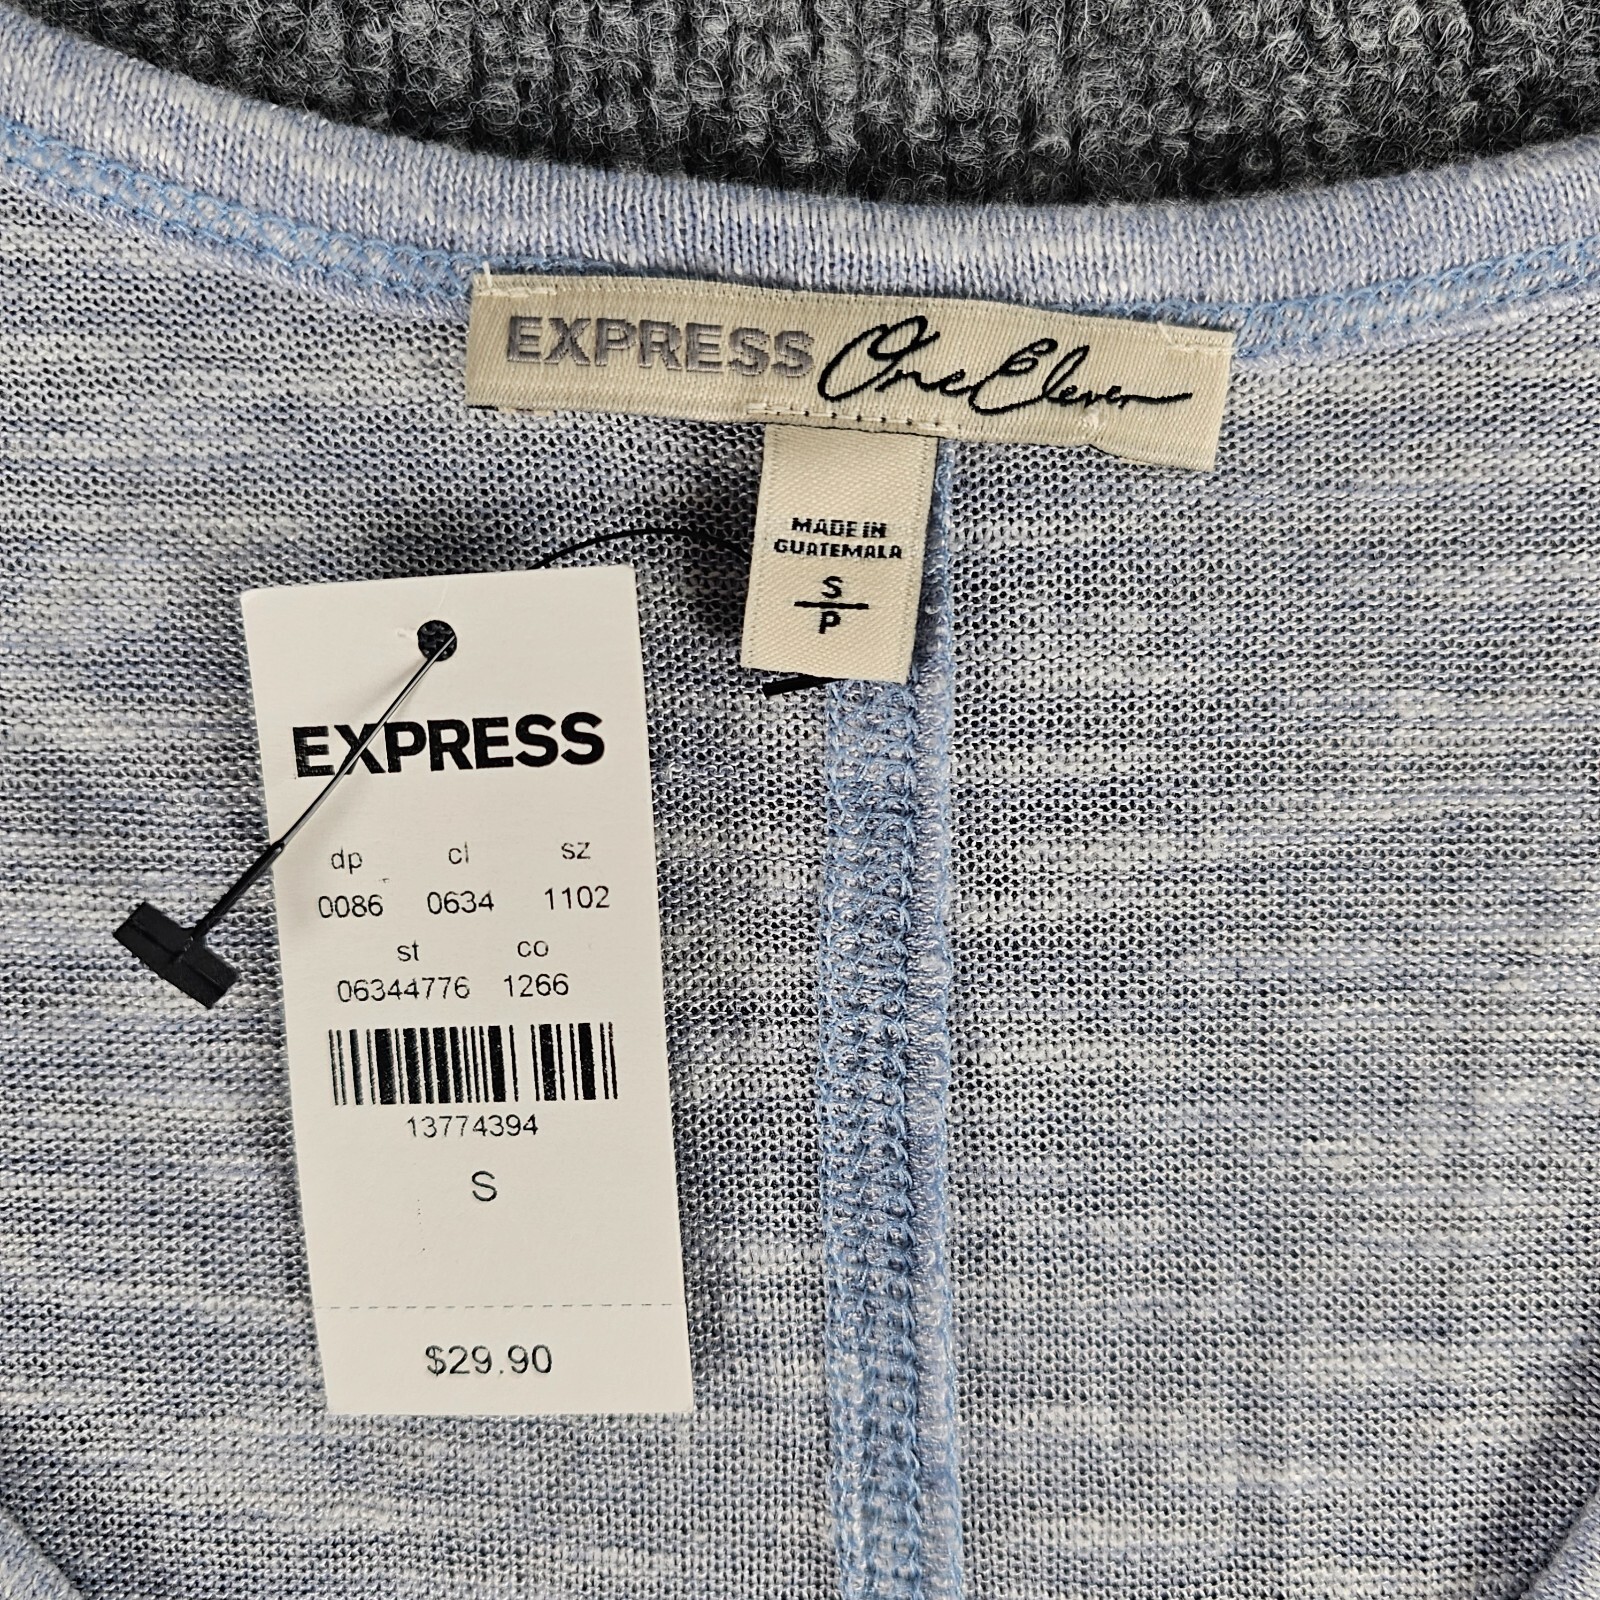 EXPRESS One Eleven
MADE IN
GUATEMALA
S
P
EXPRESS
dp cl sz
0086 0634 1102
st co
06344776 1266
13774394
S
$29.90